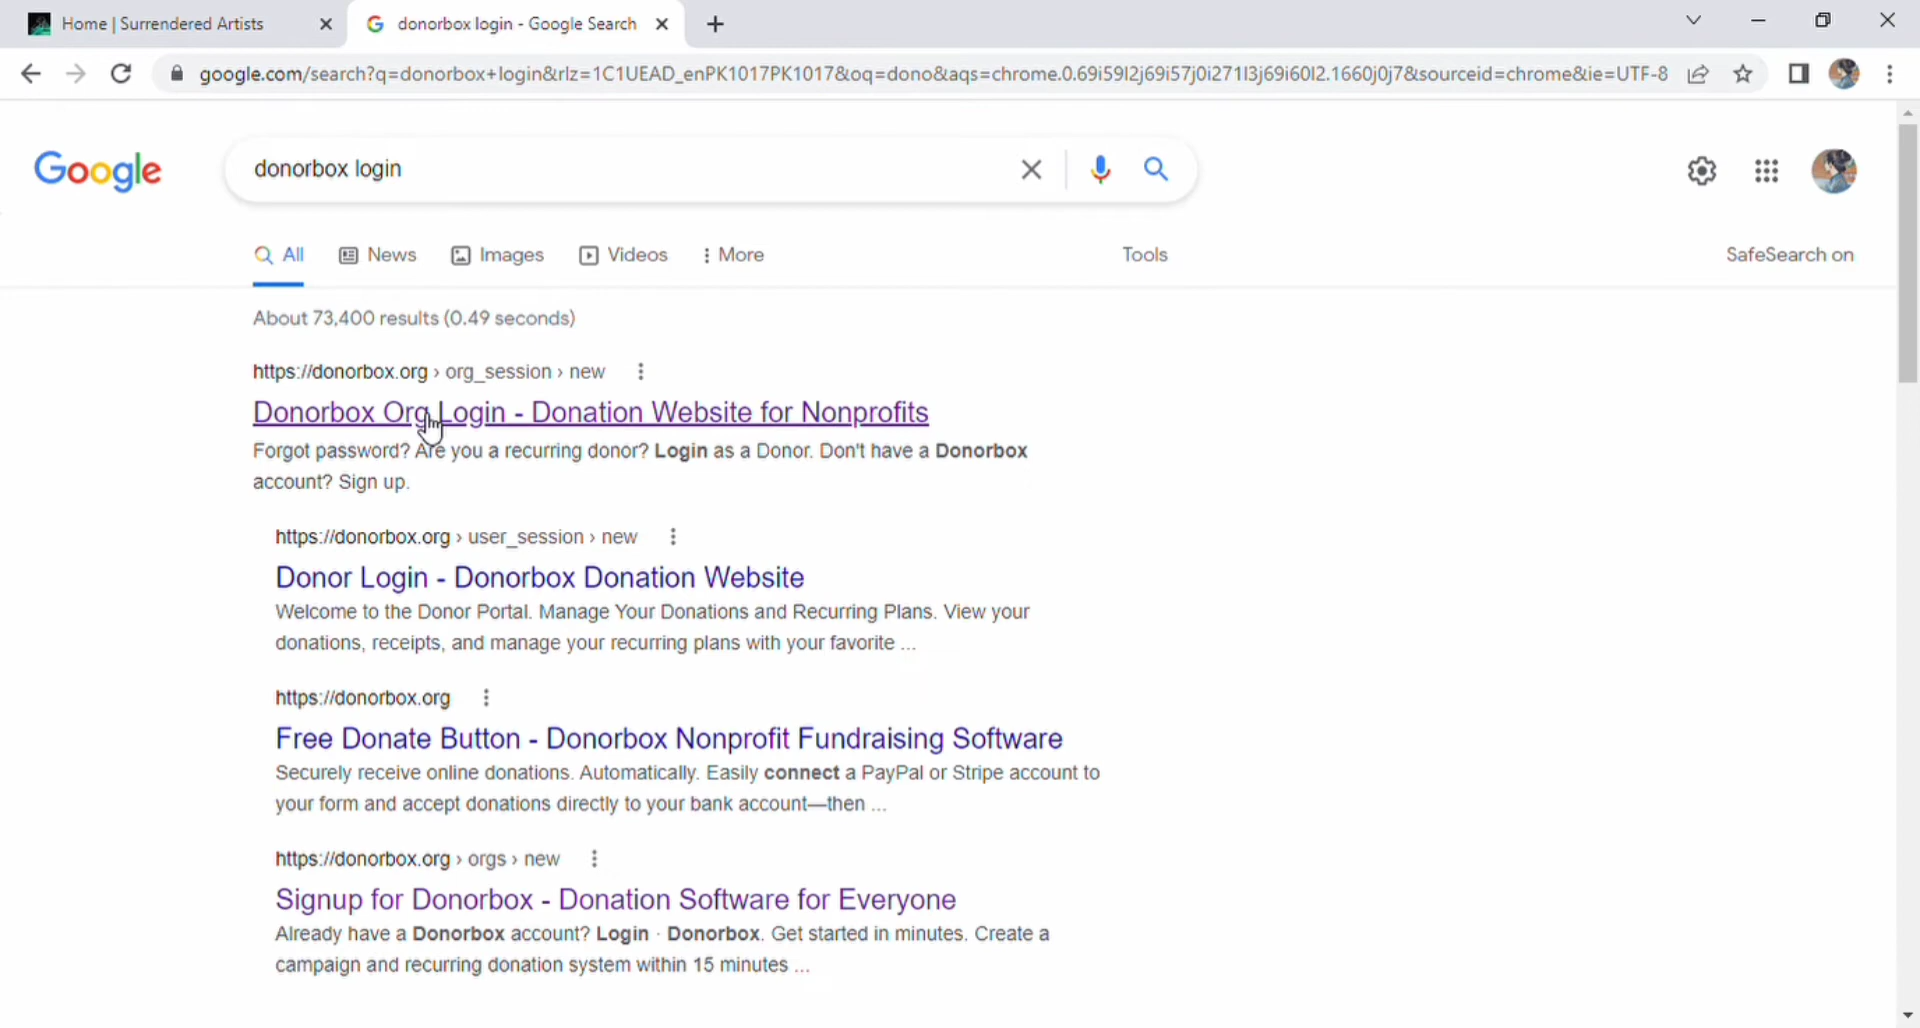 Home | Surrendered Artists
donorbox login - Google Search
google.com/search?q=donorbox+login&rlz=1C1UEAD_enPK1017PK1017&oq=dono&aqs=chrome.0.69i59l2j69i57j0i271l3j69i60l2.1660j0j7&sourceid=chrome&ie=UTF-8
Google
donorbox login
All News Images Videos More Tools SafeSearch on
About 73,400 results (0.49 seconds)
https://donorbox.org › org_session › new
Donorbox Org Login - Donation Website for Nonprofits
Forgot password? Are you a recurring donor? Login as a Donor. Don't have a Donorbox
account? Sign up.
https://donorbox.org › user_session › new
Donor Login - Donorbox Donation Website
Welcome to the Donor Portal. Manage Your Donations and Recurring Plans. View your
donations, receipts, and manage your recurring plans with your favorite ...
https://donorbox.org
Free Donate Button - Donorbox Nonprofit Fundraising Software
Securely receive online donations. Automatically. Easily connect a PayPal or Stripe account to
your form and accept donations directly to your bank account—then ...
https://donorbox.org › orgs › new
Signup for Donorbox - Donation Software for Everyone
Already have a Donorbox account? Login · Donorbox. Get started in minutes. Create a
campaign and recurring donation system within 15 minutes ...